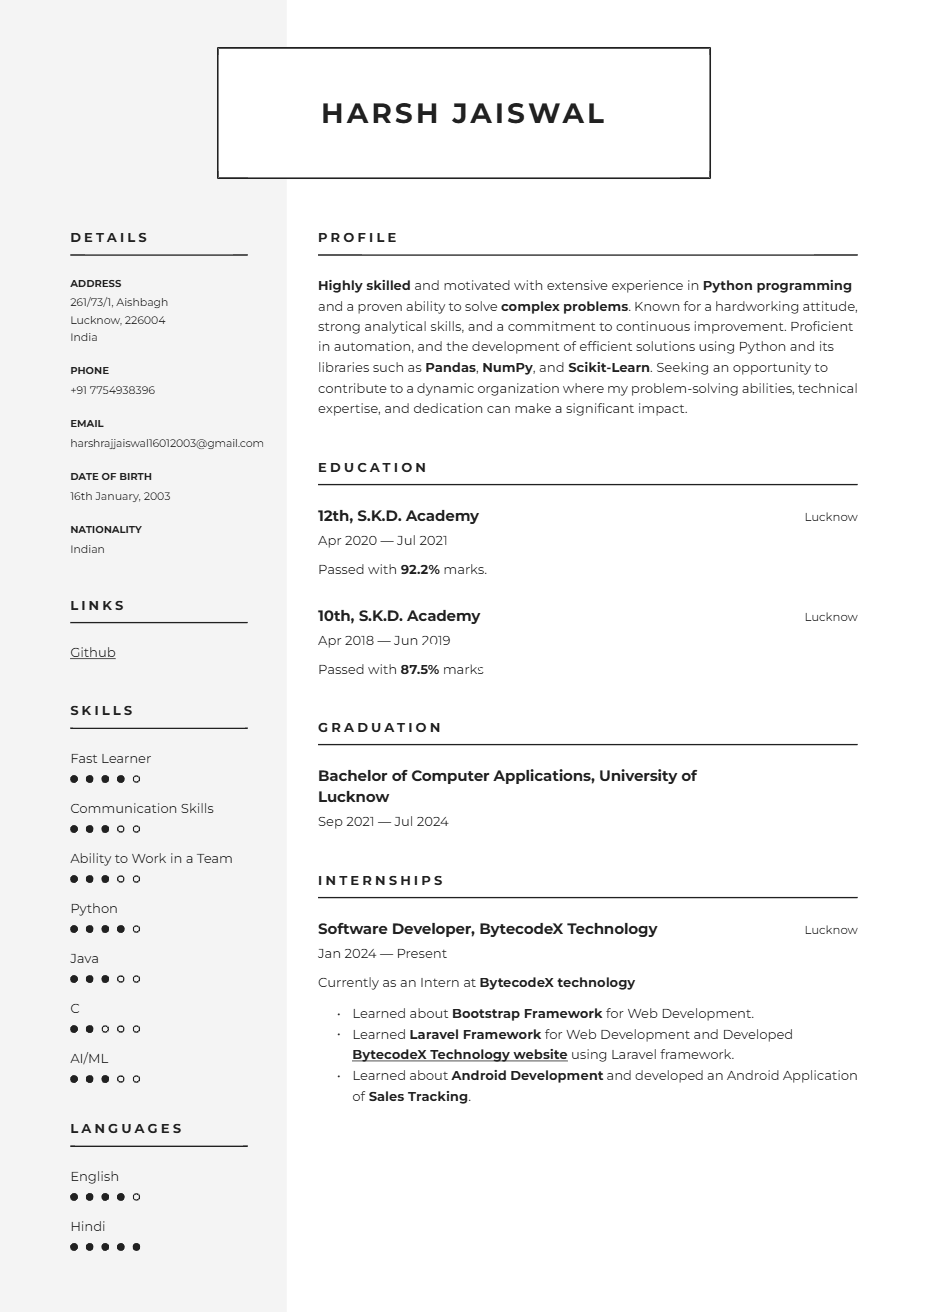 HARSH JAISWAL
DETAILS
ADDRESS
261/73/1, Aishbagh
Lucknow, 226004
India
PHONE
+91 7754938396
EMAIL
harshrajjaiswal16012003@gmail.com
DATE OF BIRTH
16th January, 2003
NATIONALITY
Indian
LINKS
Github
SKILLS
Fast Learner
Communication Skills
Ability to Work in a Team
Python
Java
C
AI/ML
LANGUAGES
English
Hindi
PROFILE
Highly skilled and motivated with extensive experience in Python programming
and a proven ability to solve complex problems. Known for a hardworking attitude,
strong analytical skills, and a commitment to continuous improvement. Proficient
in automation, and the development of efficient solutions using Python and its
libraries such as Pandas, NumPy, and Scikit-Learn. Seeking an opportunity to
contribute to a dynamic organization where my problem-solving abilities, technical
expertise, and dedication can make a significant impact.
EDUCATION
12th, S.K.D. Academy
Lucknow
Apr 2020 — Jul 2021
Passed with 92.2% marks.
10th, S.K.D. Academy
Lucknow
Apr 2018 — Jun 2019
Passed with 87.5% marks
GRADUATION
Bachelor of Computer Applications, University of
Lucknow
Sep 2021 — Jul 2024
INTERNSHIPS
Software Developer, BytecodeX Technology
Lucknow
Jan 2024 — Present
Currently as an Intern at BytecodeX technology
• Learned about Bootstrap Framework for Web Development.
• Learned Laravel Framework for Web Development and Developed
BytecodeX Technology website using Laravel framework.
• Learned about Android Development and developed an Android Application
of Sales Tracking.